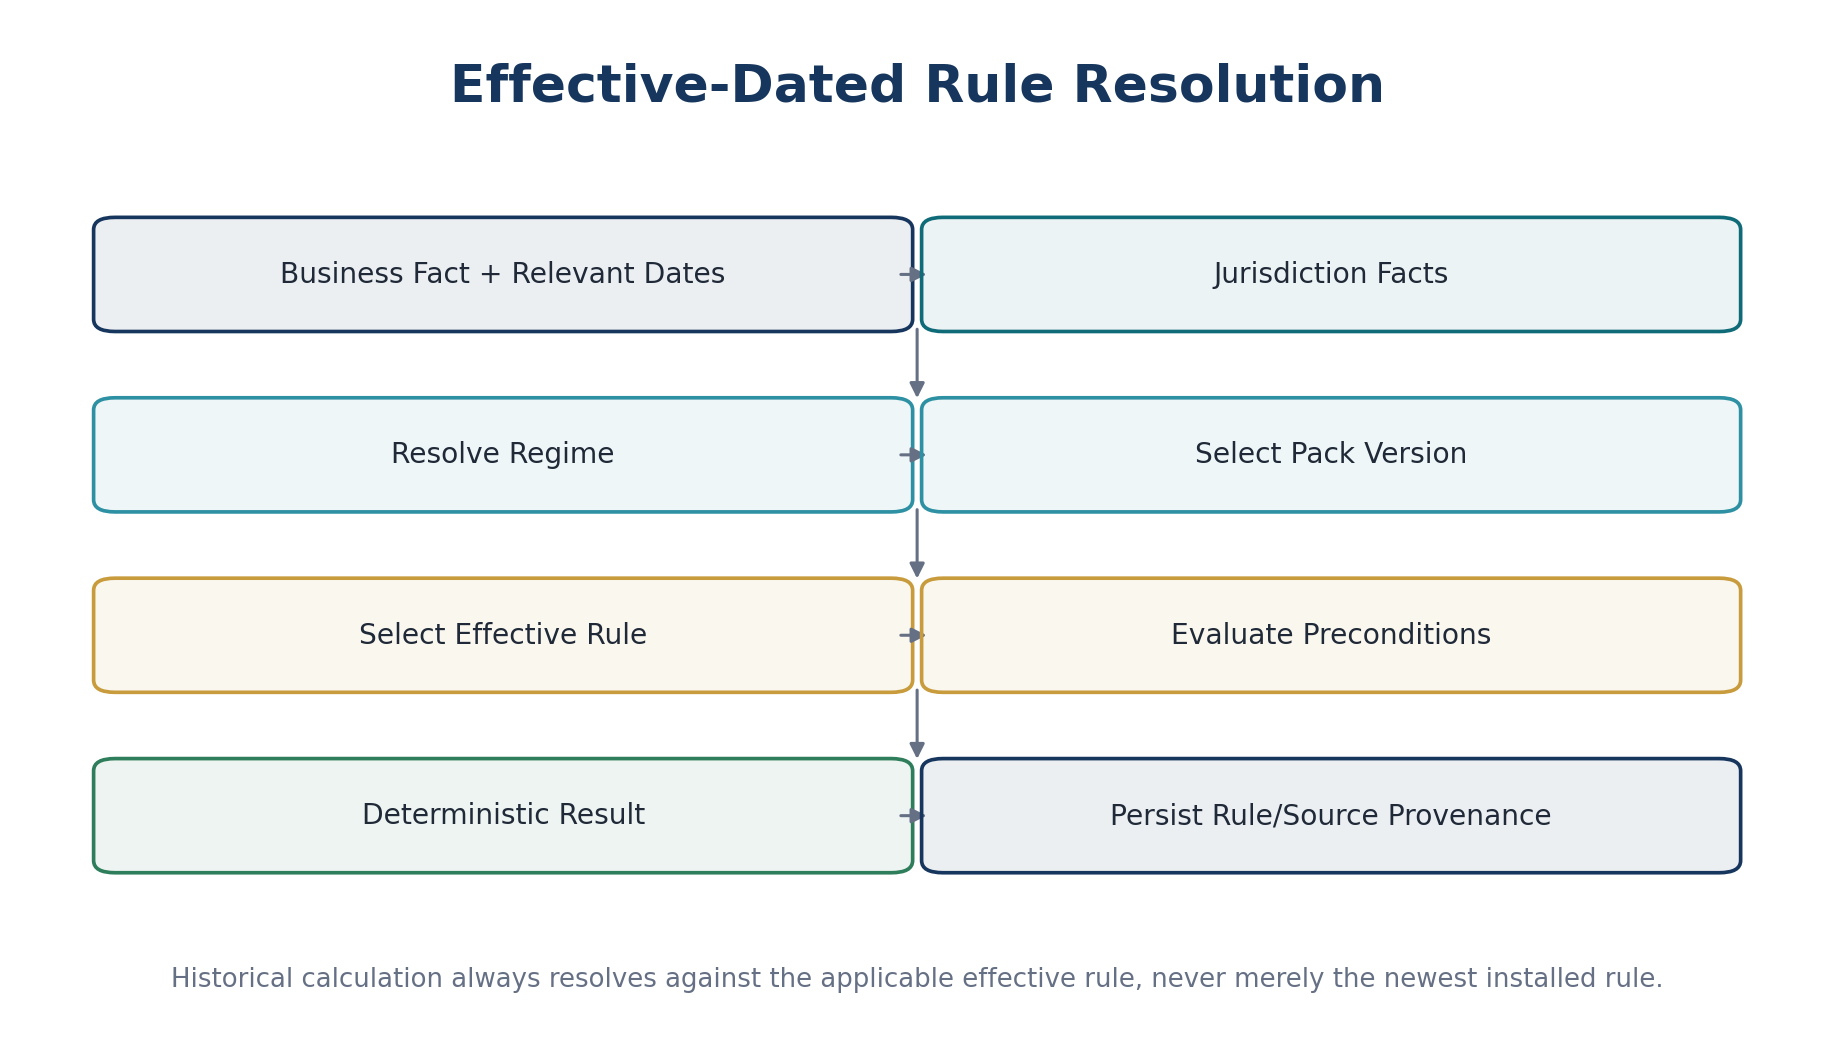 Effective-Dated Rule Resolution
Business Fact + Relevant Dates
Jurisdiction Facts
Resolve Regime
Select Pack Version
Select Effective Rule
Evaluate Preconditions
Deterministic Result
Persist Rule/Source Provenance
Historical calculation always resolves against the applicable effective rule, never merely the newest installed rule.